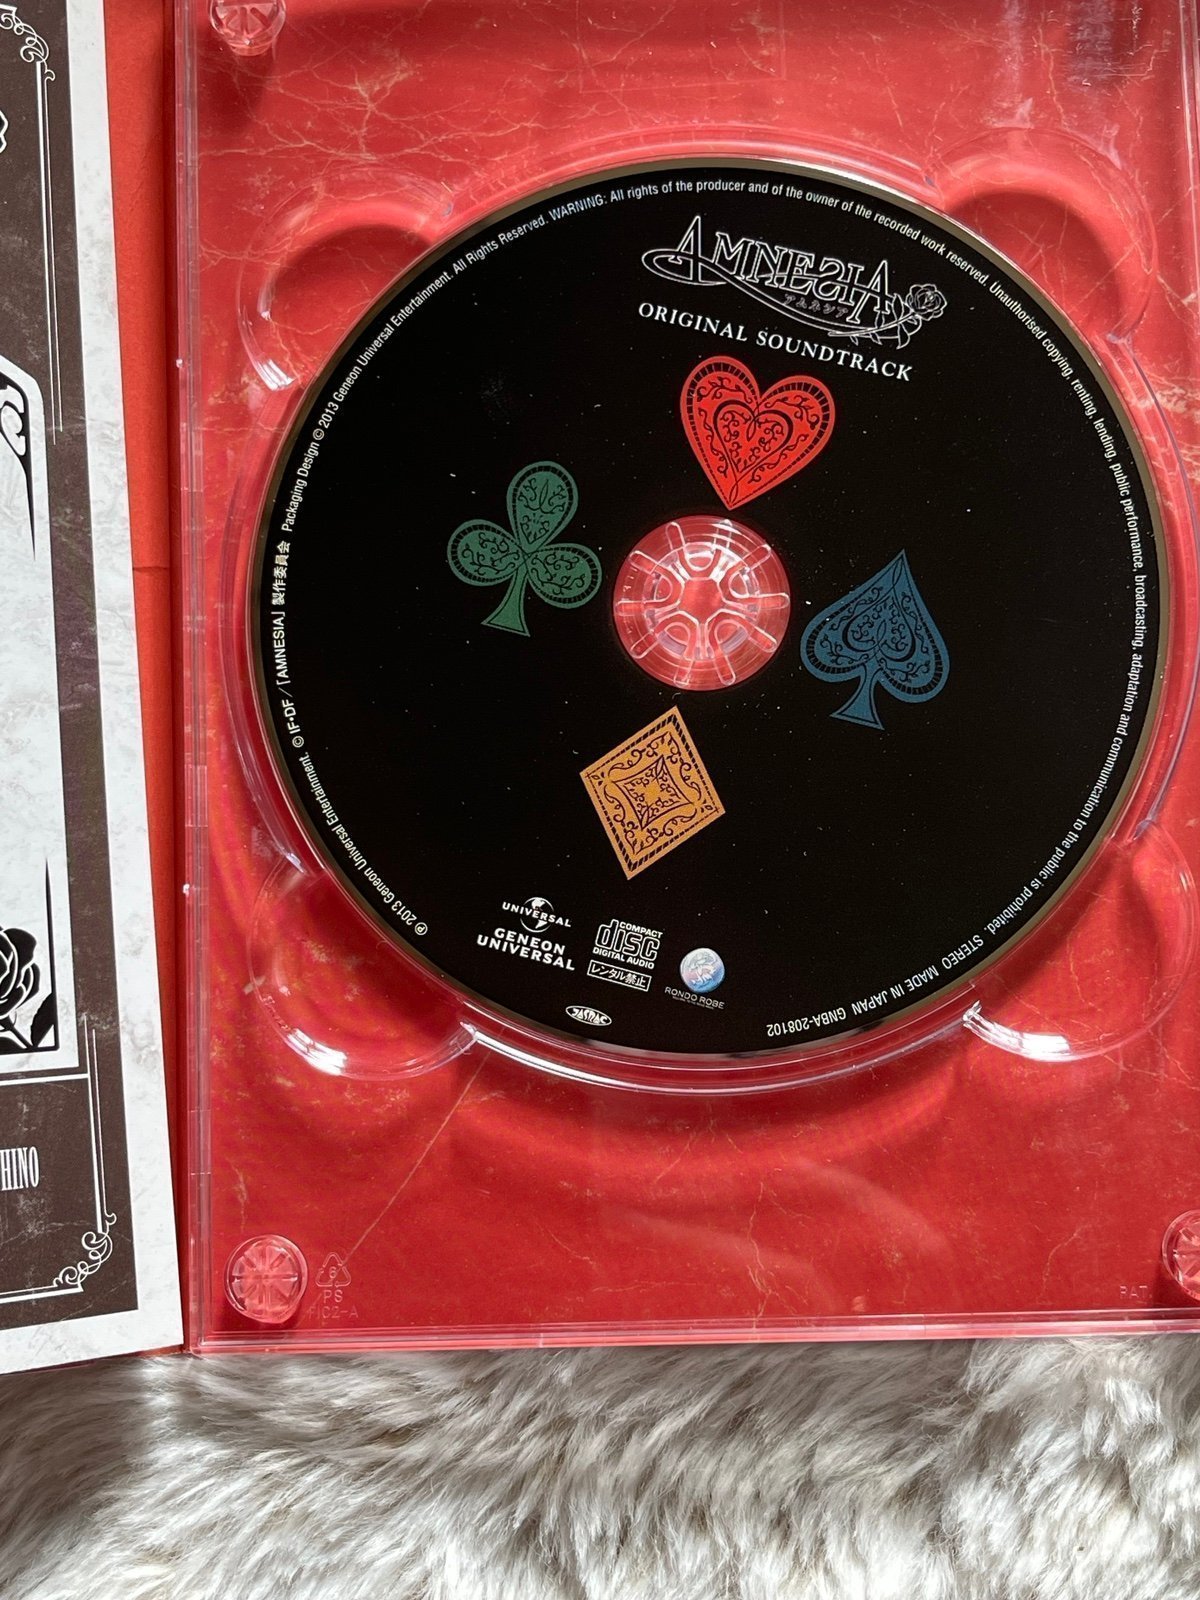 AMNESIA
アムネシア
ORIGINAL SOUNDTRACK
℗ 2013 Geneon Universal Entertainment. © IF・DF／「AMNESIA」製作委員会 Packaging Design © 2013 Geneon Universal Entertainment. All Rights Reserved. WARNING: All rights of the producer and of the owner of the recorded work reserved. Unauthorised copying, renting, lending, public performance, broadcasting, adaptation and communication to the public is prohibited. STEREO MADE IN JAPAN GNBA-208102
UNIVERSAL
GENEON
UNIVERSAL
COMPACT
disc
DIGITAL AUDIO
レンタル禁止
RONDO ROBE
JASRAC
HINO
6
PS
PAT